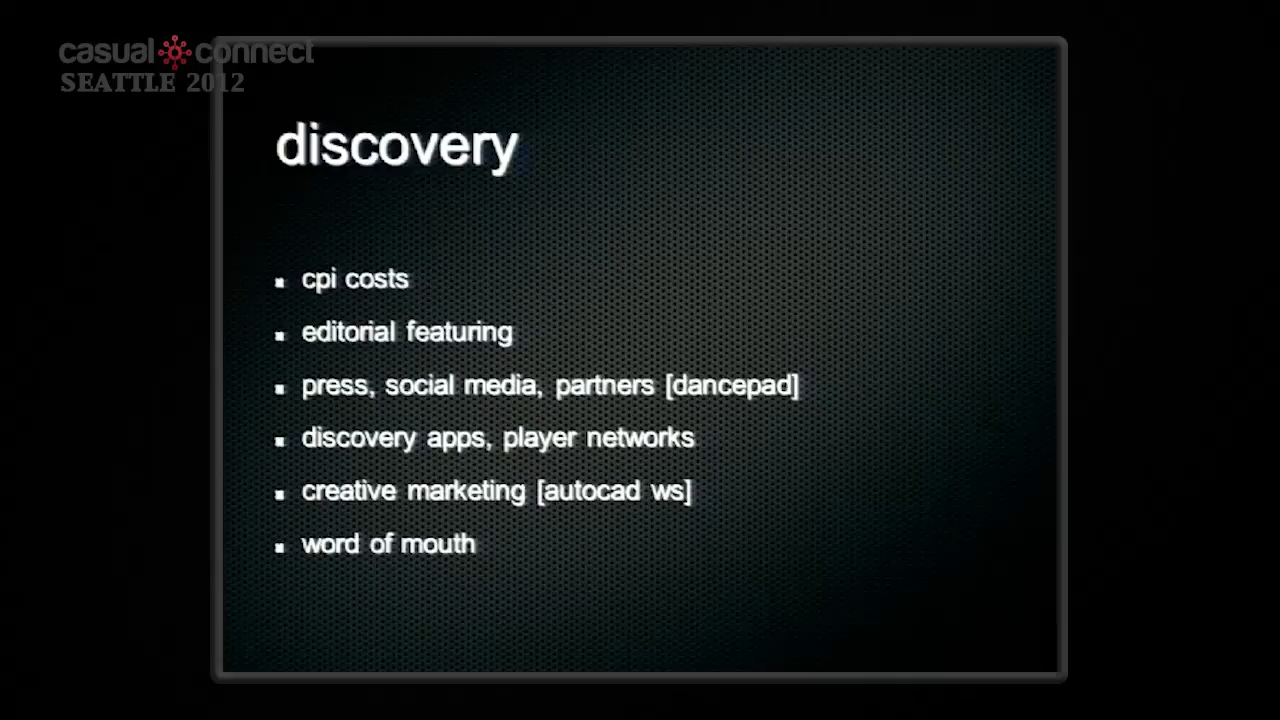 casual connect
SEATTLE 2012
discovery
cpi costs
editorial featuring
press, social media, partners [dancepad]
discovery apps, player networks
creative marketing [autocad ws]
word of mouth